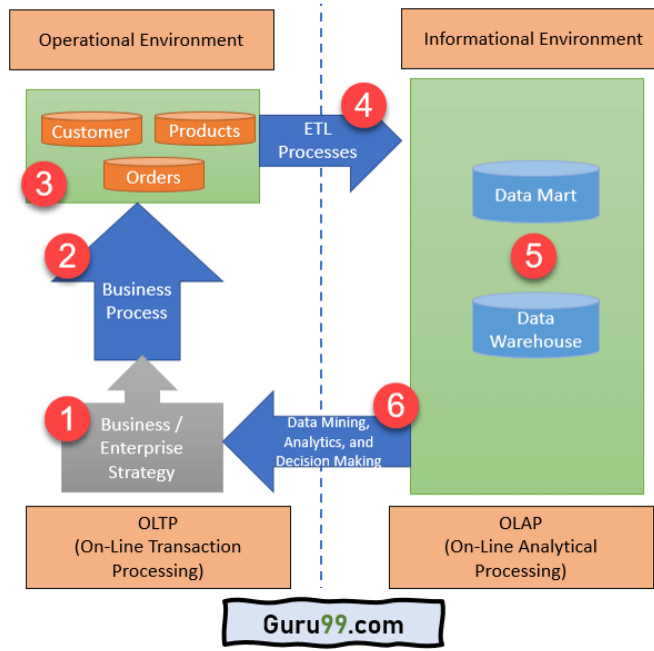 Operational Environment
Informational Environment
4
Customer
Products
ETL
Processes
3
Orders
Data Mart
2
5
Business
Process
Data
Warehouse
1
6
Business /
Enterprise
Strategy
Data Mining,
Analytics, and
Decision Making
OLTP
(On-Line Transaction
Processing)
OLAP
(On-Line Analytical
Processing)
Guru99.com